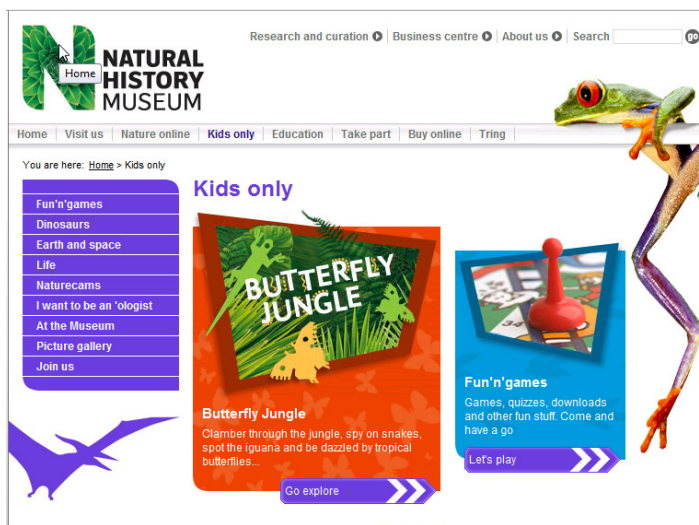 Research and curation Business centre About us Search go
Home
NATURAL
HISTORY
MUSEUM
Home Visit us Nature online Kids only Education Take part Buy online Tring
You are here: Home > Kids only
Fun'n'games
Dinosaurs
Earth and space
Life
Naturecams
I want to be an 'ologist
At the Museum
Picture gallery
Join us
Kids only
BUTTERFLY
JUNGLE
Butterfly Jungle
Clamber through the jungle, spy on snakes,
spot the iguana and be dazzled by tropical
butterflies...
Go explore
34
Fun'n'games
Games, quizzes, downloads
and other fun stuff. Come and
have a go
Let's play